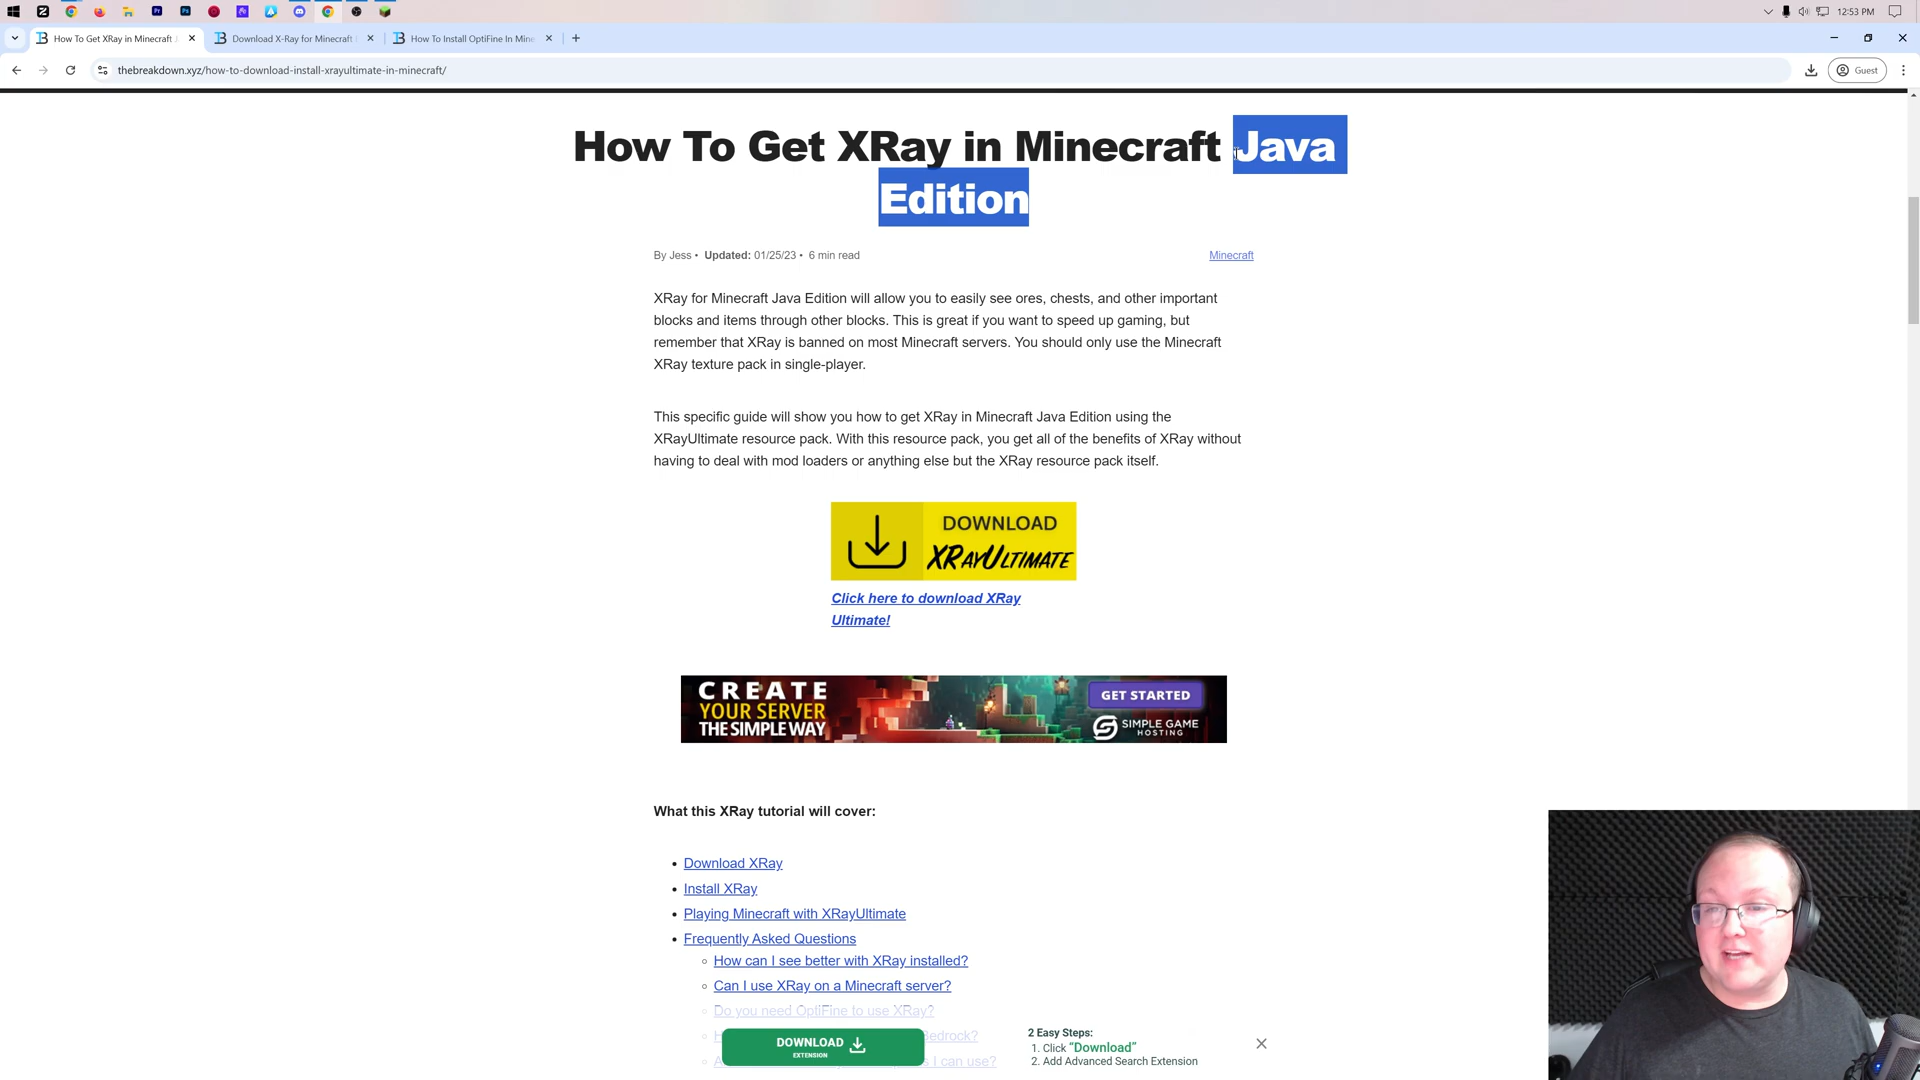 12:53 PM
How To Get XRay in Minecraft J
Download X-Ray for Minecraft
How To Install OptiFine In Mine
thebreakdown.xyz/how-to-download-install-xrayultimate-in-minecraft/
Guest
How To Get XRay in Minecraft Java
Edition
By Jess • Updated: 01/25/23 • 6 min read
Minecraft
XRay for Minecraft Java Edition will allow you to easily see ores, chests, and other important
blocks and items through other blocks. This is great if you want to speed up gaming, but
remember that XRay is banned on most Minecraft servers. You should only use the Minecraft
XRay texture pack in single-player.
This specific guide will show you how to get XRay in Minecraft Java Edition using the
XRayUltimate resource pack. With this resource pack, you get all of the benefits of XRay without
having to deal with mod loaders or anything else but the XRay resource pack itself.
DOWNLOAD
XRAYULTIMATE
Click here to download XRay
Ultimate!
CREATE
YOUR SERVER
THE SIMPLE WAY
GET STARTED
SIMPLE GAME
HOSTING
What this XRay tutorial will cover:
• Download XRay
• Install XRay
• Playing Minecraft with XRayUltimate
• Frequently Asked Questions
How can I see better with XRay installed?
Can I use XRay on a Minecraft server?
Do you need OptiFine to use XRay?
Bedrock?
I can use?
DOWNLOAD
EXTENSION
2 Easy Steps:
1. Click "Download"
2. Add Advanced Search Extension